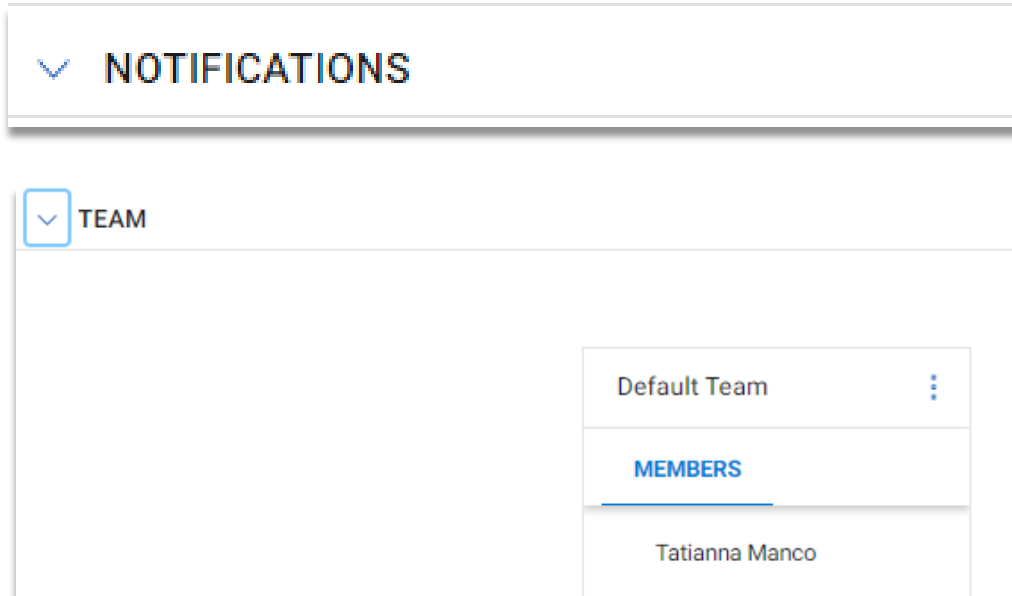 NOTIFICATIONS
TEAM
Default Team
MEMBERS
Tatianna Manco